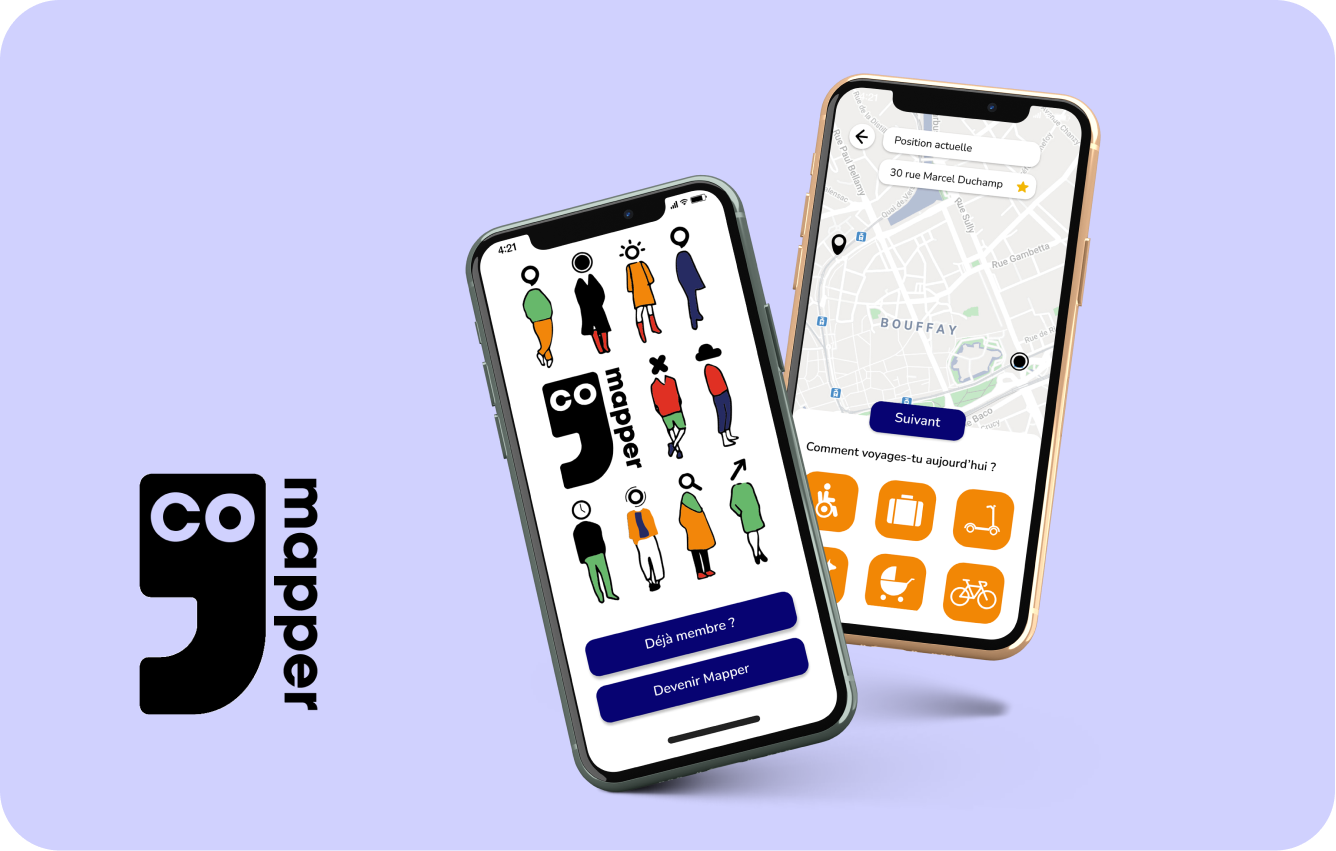 co
mapper
4:21
co
mapper
Déjà membre ?
Devenir Mapper
Position actuelle
30 rue Marcel Duchamp
Rue Paul Bellamy
Rue Sully
Rue Gambetta
BOUFFAY
Suivant
Comment voyages-tu aujourd'hui ?